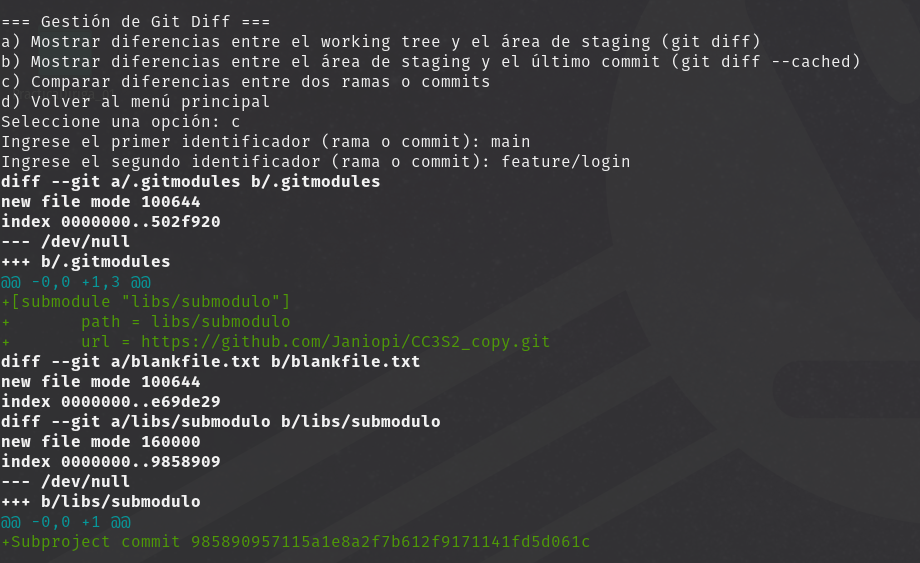 === Gestión de Git Diff ===
a) Mostrar diferencias entre el working tree y el área de staging (git diff)
b) Mostrar diferencias entre el área de staging y el último commit (git diff --cached)
c) Comparar diferencias entre dos ramas o commits
d) Volver al menú principal
Seleccione una opción: c
Ingrese el primer identificador (rama o commit): main
Ingrese el segundo identificador (rama o commit): feature/login
diff --git a/.gitmodules b/.gitmodules
new file mode 100644
index 0000000..502f920
--- /dev/null
+++ b/.gitmodules
@@ -0,0 +1,3 @@
+[submodule "libs/submodulo"]
+       path = libs/submodulo
+       url = https://github.com/Janiopi/CC3S2_copy.git
diff --git a/blankfile.txt b/blankfile.txt
new file mode 100644
index 0000000..e69de29
diff --git a/libs/submodulo b/libs/submodulo
new file mode 160000
index 0000000..9858909
--- /dev/null
+++ b/libs/submodulo
@@ -0,0 +1 @@
+Subproject commit 985890957115a1e8a2f7b612f9171141fd5d061c